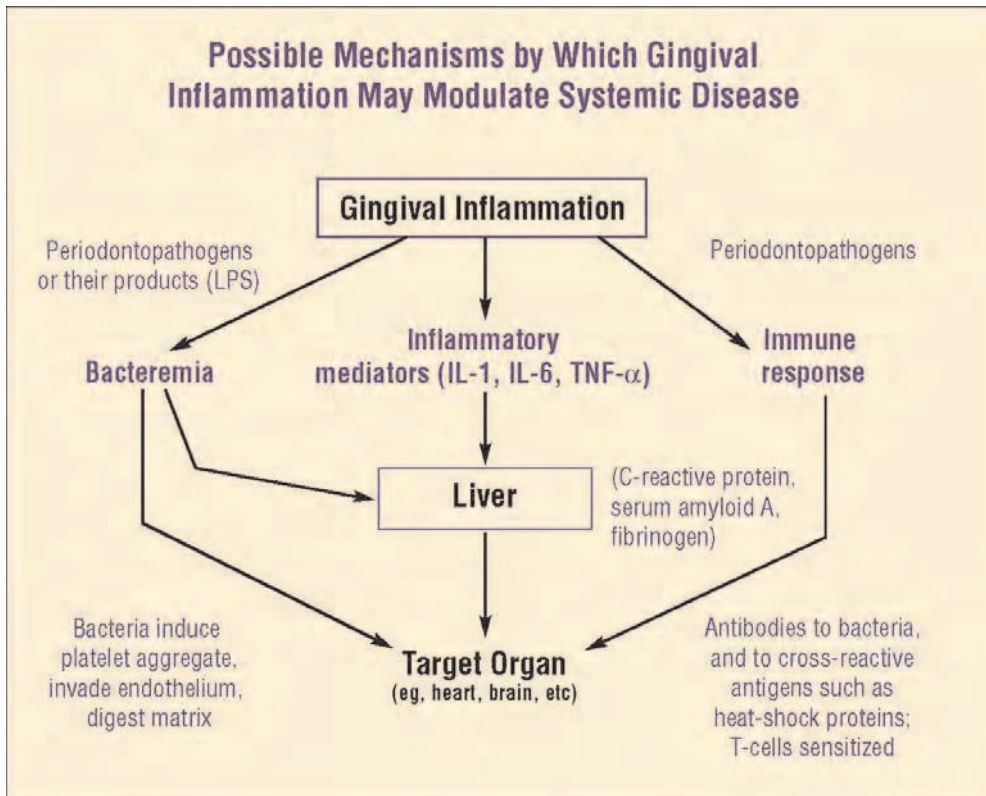 Possible Mechanisms by Which Gingival
Inflammation May Modulate Systemic Disease
Gingival Inflammation
Periodontopathogens
or their products (LPS)
Periodontopathogens
Bacteremia
Inflammatory
mediators (IL-1, IL-6, TNF-α)
Immune
response
Liver
(C-reactive protein,
serum amyloid A,
fibrinogen)
Bacteria induce
platelet aggregate,
invade endothelium,
digest matrix
Target Organ
(eg, heart, brain, etc)
Antibodies to bacteria,
and to cross-reactive
antigens such as
heat-shock proteins;
T-cells sensitized